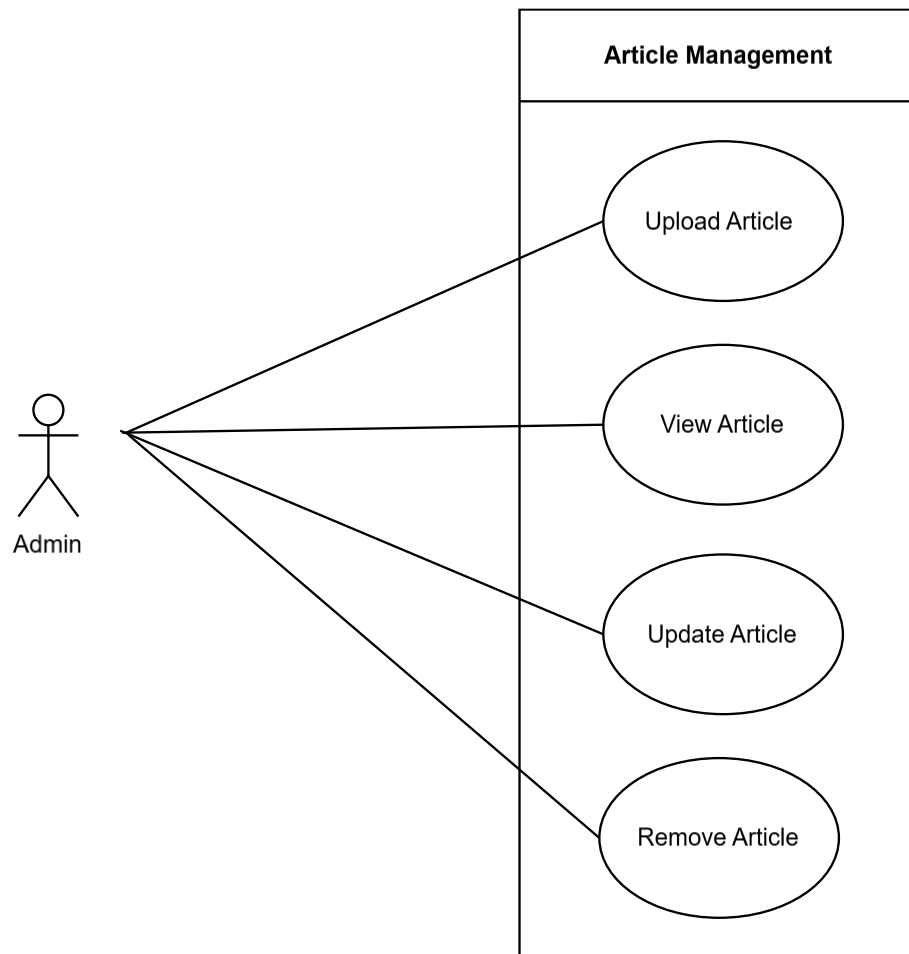 Article Management
Upload Article
View Article
Admin
Update Article
Remove Article